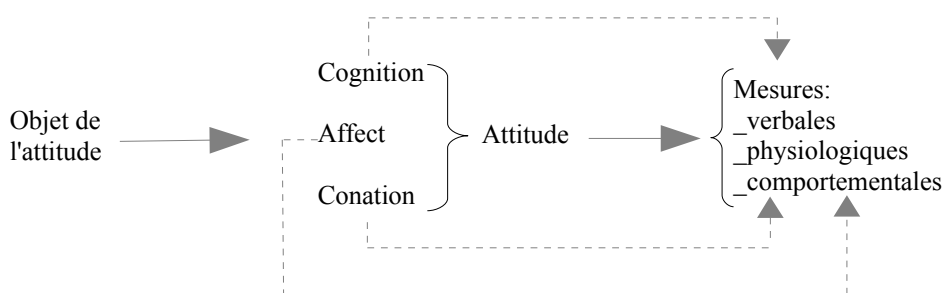 Objet de
l'attitude
Cognition
Affect
Conation
Attitude
Mesures:
_verbales
_physiologiques
_comportementales